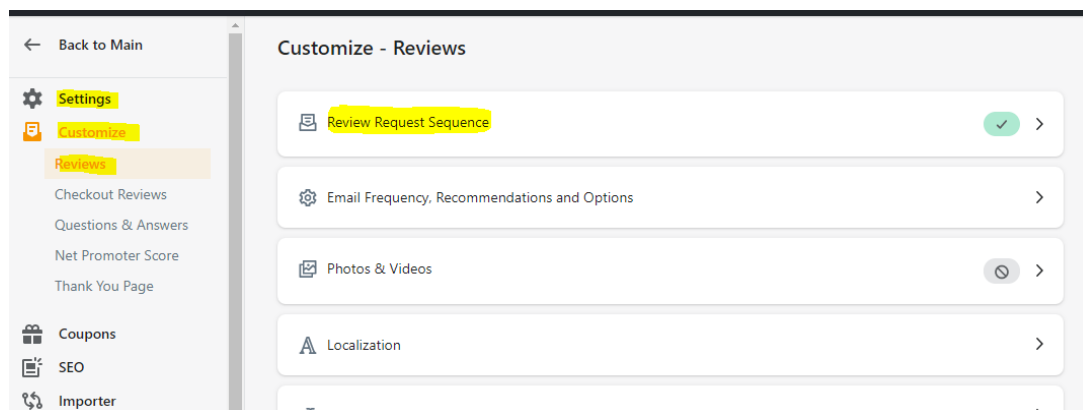 Back to Main
Settings
Customize
Reviews
Checkout Reviews
Questions & Answers
Net Promoter Score
Thank You Page
Coupons
SEO
Importer
Customize - Reviews
Review Request Sequence
Email Frequency, Recommendations and Options
Photos & Videos
Localization